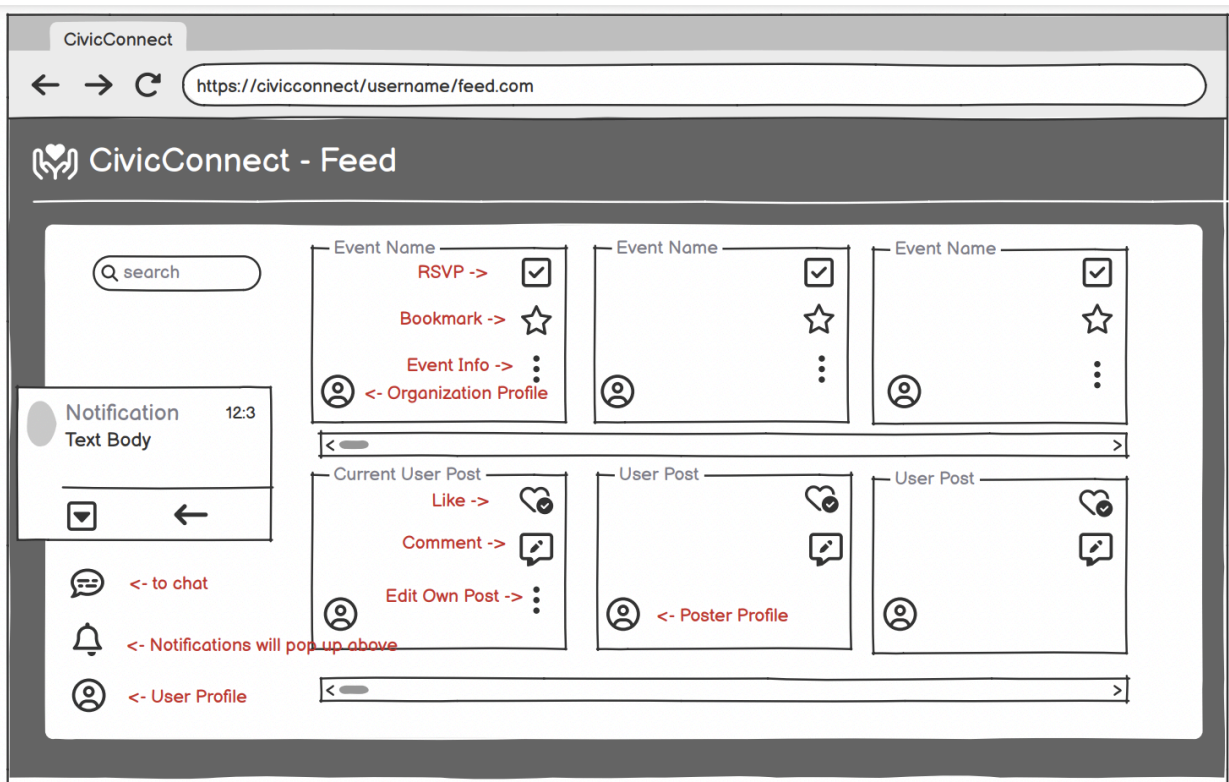 CivicConnect
https://civicconnect/username/feed.com
CivicConnect - Feed
search
Event Name
RSVP ->
Bookmark ->
Event Info ->
<- Organization Profile
Event Name
Event Name
Notification 12:3
Text Body
Current User Post
Like ->
Comment ->
Edit Own Post ->
User Post
<- Poster Profile
User Post
<- to chat
<- Notifications will pop up above
<- User Profile